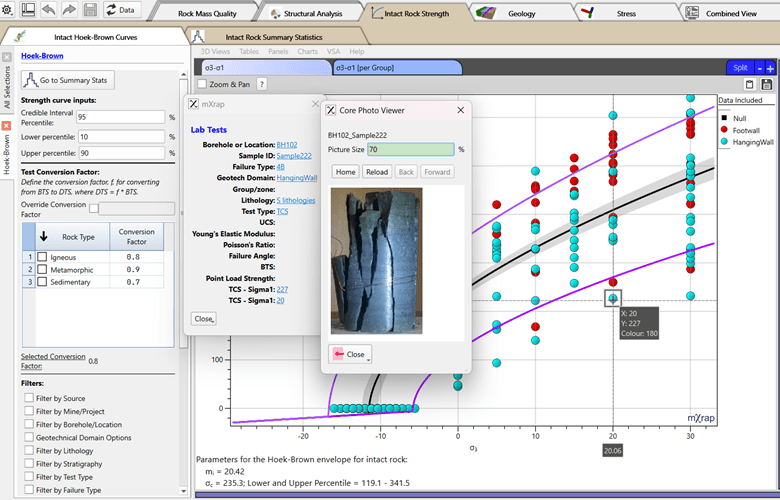 Data
Rock Mass Quality
Structural Analysis
Intact Rock Strength
Geology
Stress
Combined View
Intact Hoek-Brown Curves
Intact Rock Summary Statistics
All Selections
Hoek-Brown
Hoek-Brown
Go to Summary Stats
Strength curve inputs:
Credible Interval Percentile: 95 %
Lower percentile: 10 %
Upper percentile: 90 %
Test Conversion Factor:
Define the conversion factor, f, for converting
from BTS to DTS, where DTS = f * BTS.
Override Conversion
Factor
Rock Type Conversion Factor
1 Igneous 0.8
2 Metamorphic 0.9
3 Sedimentary 0.7
Selected Conversion
Factor: 0.8
Filters:
Filter by Source
Filter by Mine/Project
Filter by Borehole/Location
Geotechnical Domain Options
Filter by Lithology
Filter by Stratigraphy
Filter by Test Type
Filter by Failure Type
3D Views Tables Panels Charts VSA Help
σ3-σ1
σ3-σ1 [per Group]
Split - +
Zoom & Pan ?
mXrap
Lab Tests
Borehole or Location: BH102
Sample ID: Sample222
Failure Type: 4B
Geotech Domain: HangingWall
Group/zone:
Lithology: S lithologies
Test Type: TCS
UCS:
Young's Elastic Modulus:
Poisson's Ratio:
Failure Angle:
BTS:
Point Load Strength:
TCS - Sigma1: 227
TCS - Sigma1: 20
Close
Core Photo Viewer
BH102_Sample222
Picture Size 70 %
Home Reload Back Forward
Close
Data Included
Null
Footwall
HangingWall
X: 20
Y: 227
Colour: 180
100
0
-20 -10 0 10 20 30
σ3
20.06
mXrap
Parameters for the Hoek-Brown envelope for intact rock:
mᵢ = 20.42
σc = 235.3; Lower and Upper Percentile = 119.1 - 341.5